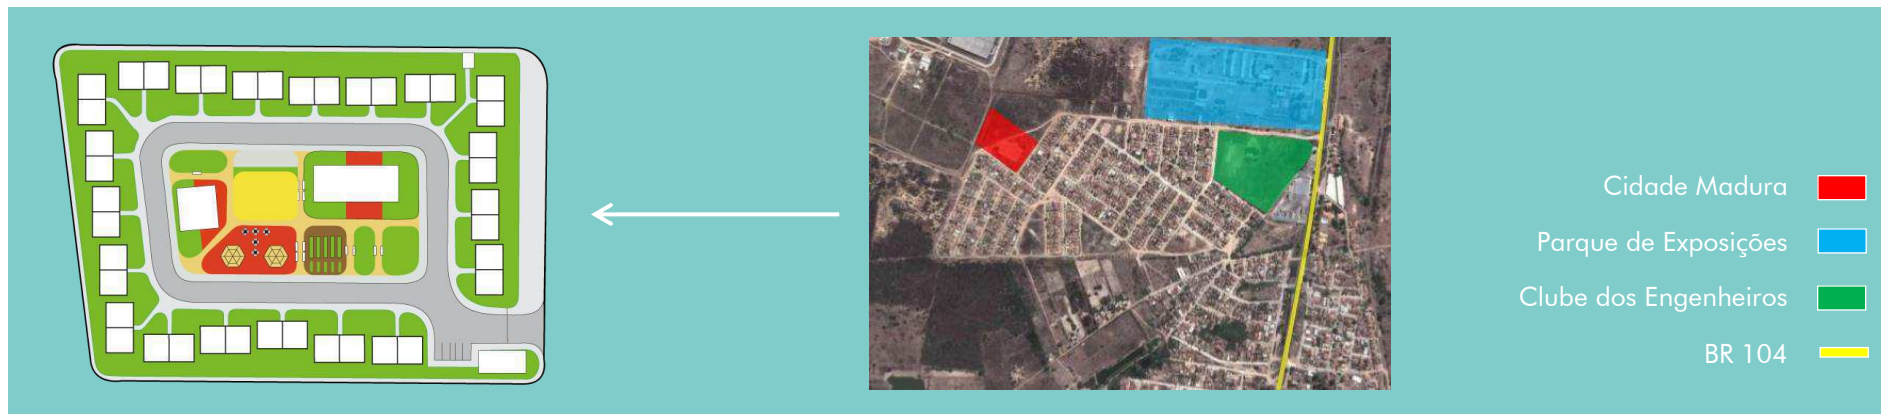 Cidade Madura
Parque de Exposições
Clube dos Engenheiros
BR 104